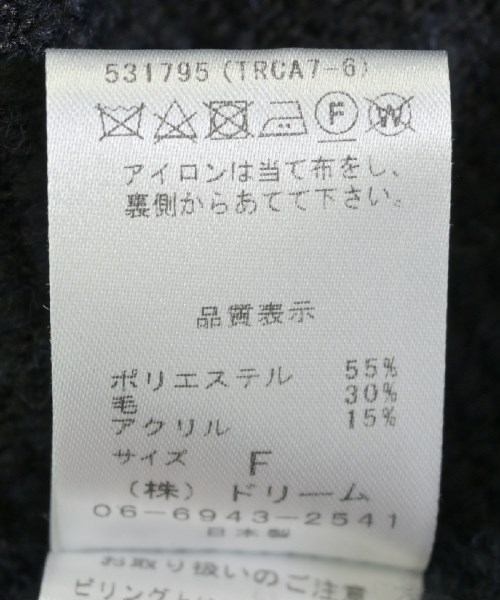 531795(TRCA7-6)
F W
アイロンは当て布をし、
裏側からあてて下さい。
品質表示
ポリエステル 55%
毛 30%
アクリル 15%
サイズ F
(株)ドリーム
06-6943-2541
日本製
お取り扱いのご注意